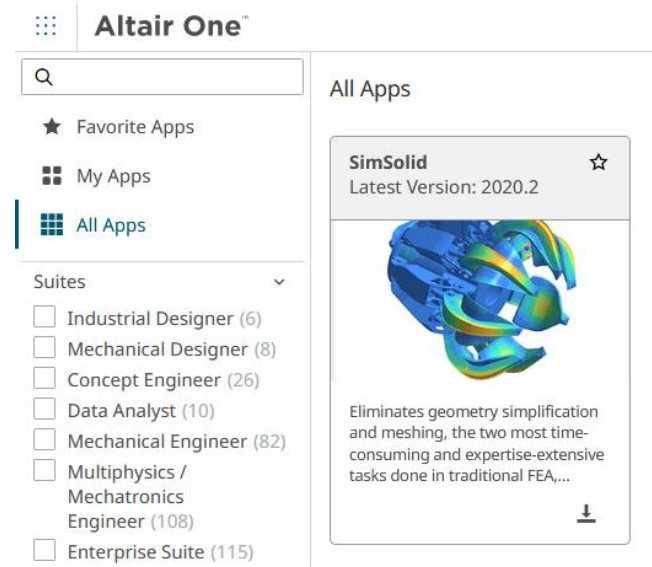 Altair One™
Favorite Apps
My Apps
All Apps
Suites
Industrial Designer (6)
Mechanical Designer (8)
Concept Engineer (26)
Data Analyst (10)
Mechanical Engineer (82)
Multiphysics /
Mechatronics
Engineer (108)
Enterprise Suite (115)
All Apps
SimSolid
Latest Version: 2020.2
Eliminates geometry simplification
and meshing, the two most time-
consuming and expertise-extensive
tasks done in traditional FEA,...